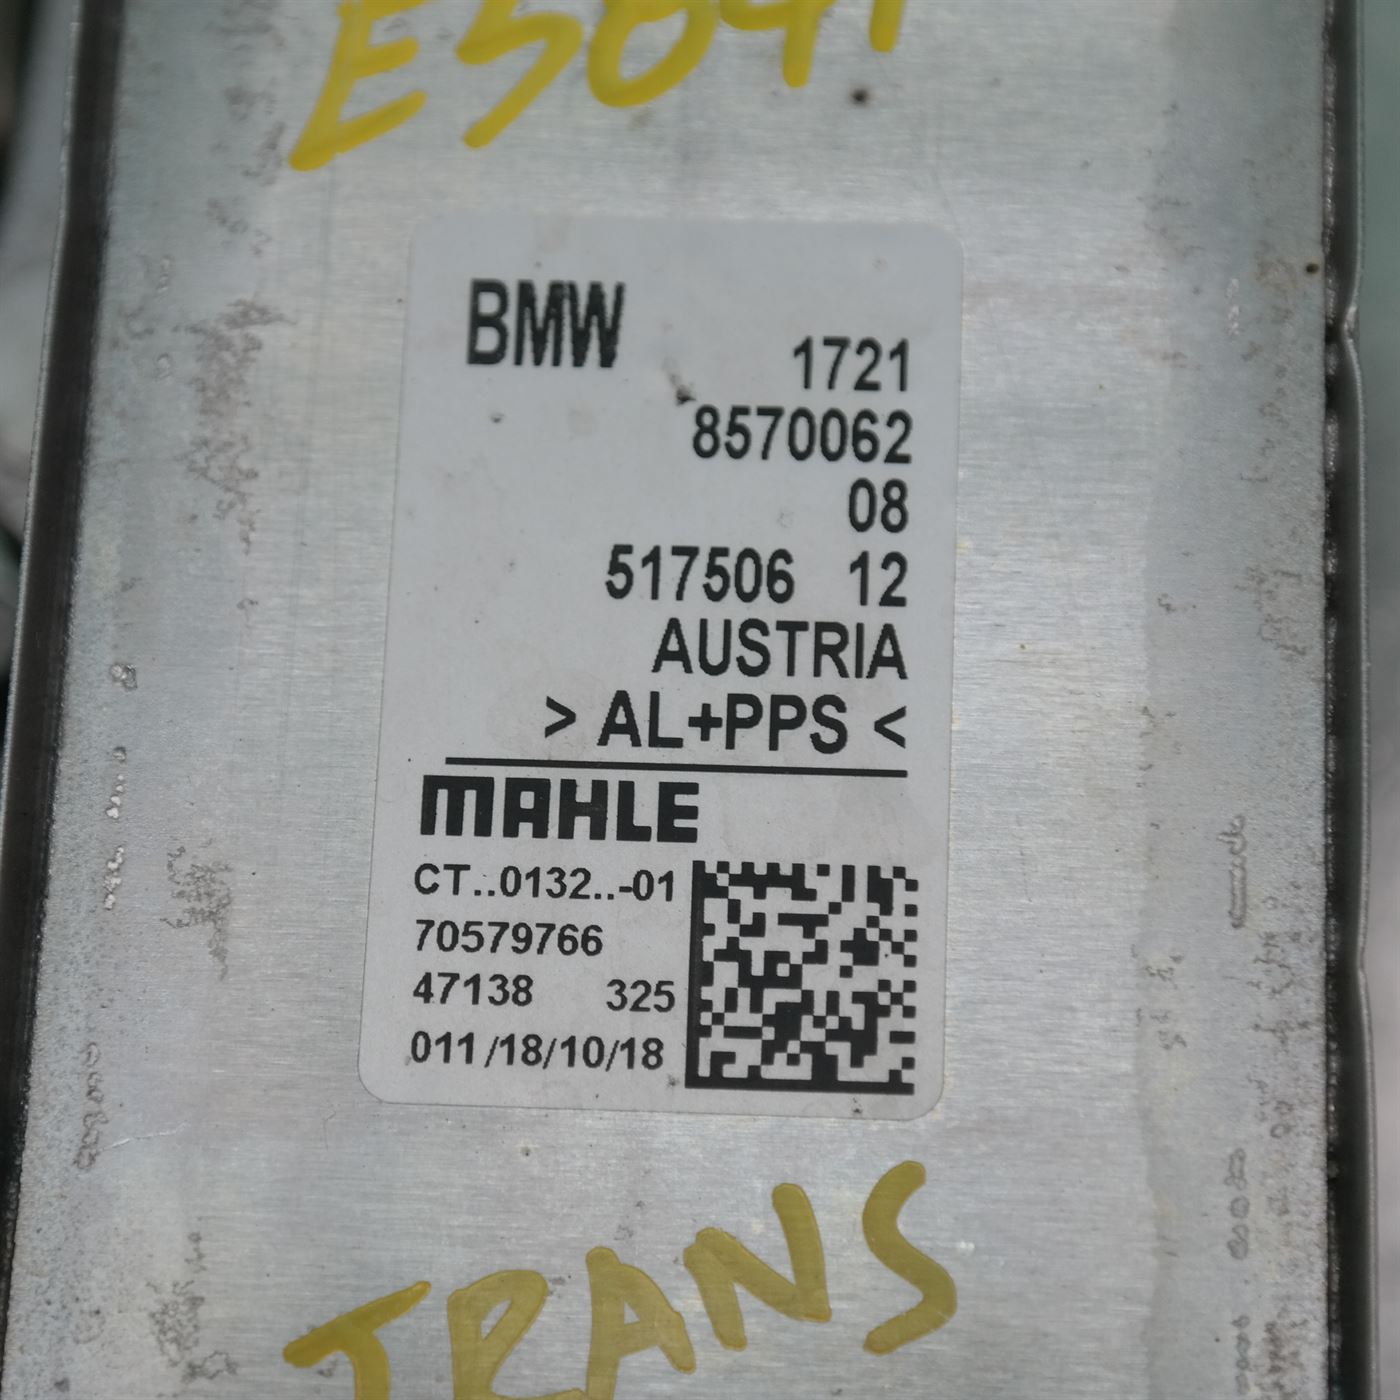 BMW
1721
8570062
08
517506 12
AUSTRIA
> AL+PPS <
MAHLE
CT..0132..-01
70579766
47138 325
011/18/10/18
TRANS